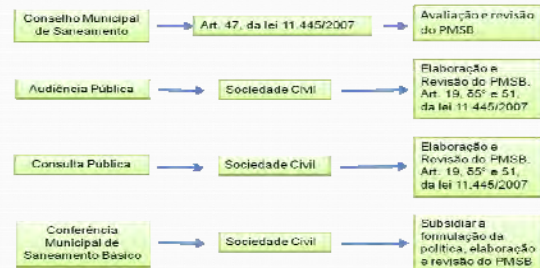 Conselho Municipal
de Saneamento
Art. 47, da lei 11.445/2007
Avaliação e revisão
do PMSB
Audiência Pública
Sociedade Civil
Elaboração e
Revisão do PMSB.
Art. 19, §5° e 51,
da lei 11.445/2007
Consulta Publica
Sociedade Civil
Elaboração e
Revisão do PMSB.
Art. 19, §5° e 51,
da lei 11.445/2007
Conferência
Municipal de
Saneamento Básico
Sociedade Civil
Subsidiar a
formulação da
política, elaboração
e revisão do PMSB